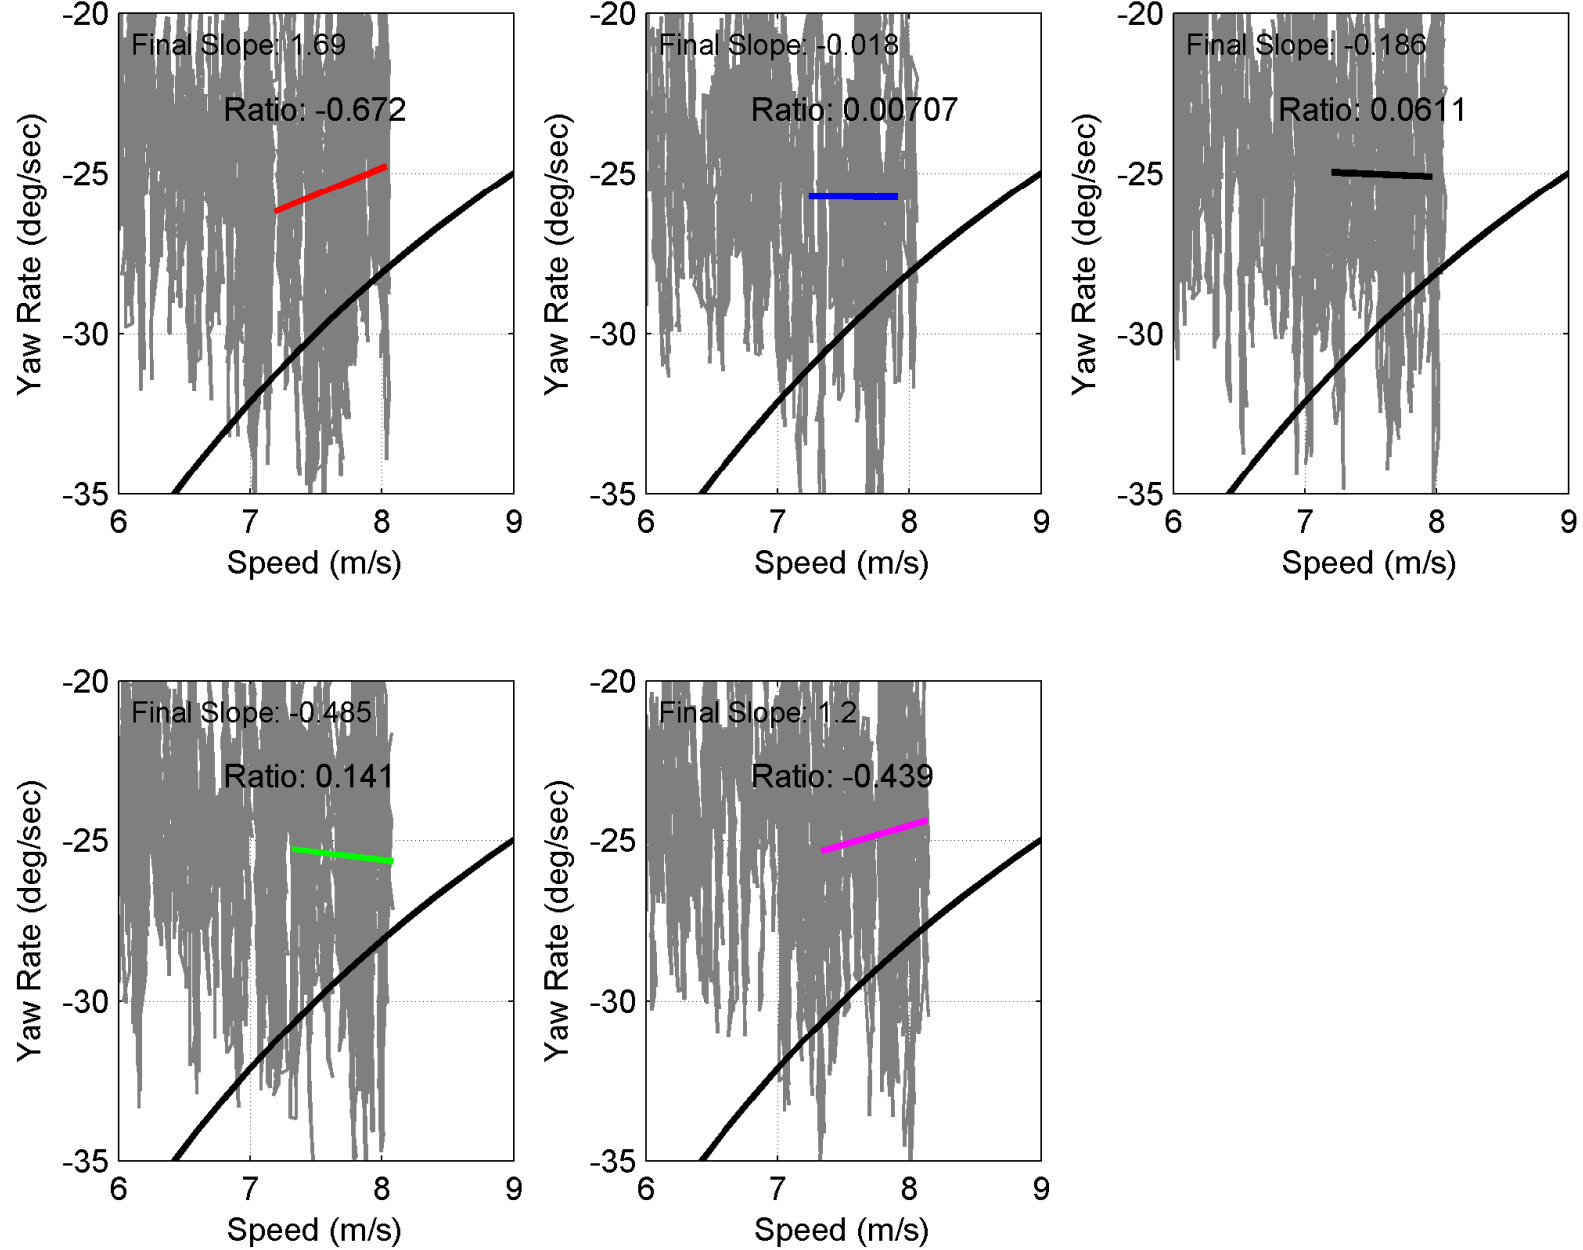 -20
-25
-30
-35
Yaw Rate (deg/sec)
Final Slope: 1.69
Ratio: -0.672
6 7 8 9
Speed (m/s)
-20
-25
-30
-35
Yaw Rate (deg/sec)
Final Slope: -0.018
Ratio: 0.00707
6 7 8 9
Speed (m/s)
-20
-25
-30
-35
Yaw Rate (deg/sec)
Final Slope: -0.186
Ratio: 0.0611
6 7 8 9
Speed (m/s)
-20
-25
-30
-35
Yaw Rate (deg/sec)
Final Slope: -0.485
Ratio: 0.141
6 7 8 9
Speed (m/s)
-20
-25
-30
-35
Yaw Rate (deg/sec)
Final Slope: 1.2
Ratio: -0.439
6 7 8 9
Speed (m/s)